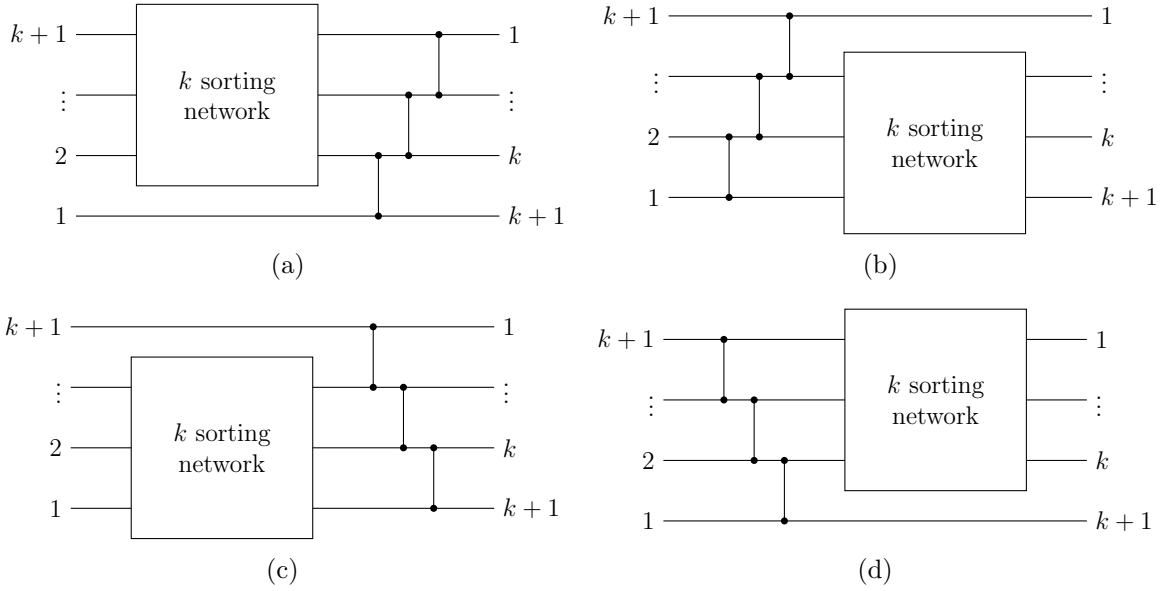 k + 1 1
k sorting
network
⋮ ⋮
2 k
1 k + 1
(a)
k + 1 1
⋮ ⋮
k sorting
network
2 k
1 k + 1
(b)
k + 1 1
⋮ ⋮
k sorting
network
2 k
1 k + 1
(c)
k + 1 1
k sorting
network
⋮ ⋮
2 k
1 k + 1
(d)